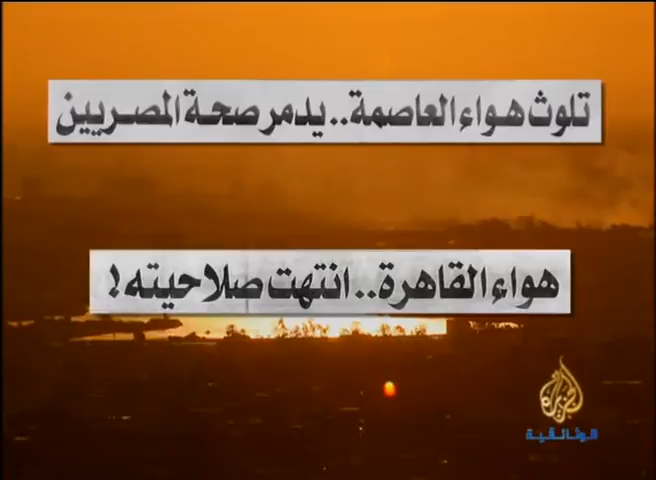 تلوث هواء العاصمة.. يدمر صحة المصريين
هواء القاهرة.. انتهت صلاحيته!
الجزيرة
الوثائقية